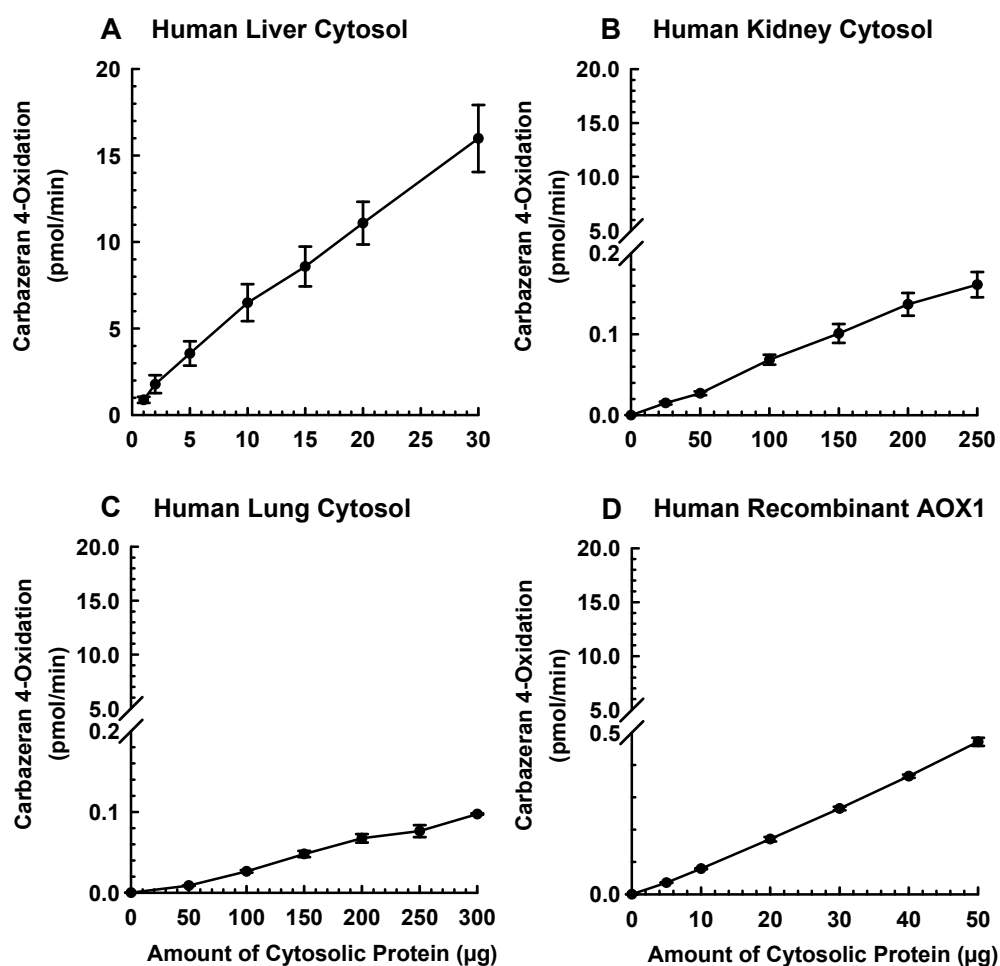 A Human Liver Cytosol
Carbazeran 4-Oxidation
(pmol/min)
20
15
10
5
0
0 5 10 15 20 25 30
B Human Kidney Cytosol
Carbazeran 4-Oxidation
(pmol/min)
20.0
15.0
10.0
5.0
0.2
0.1
0.0
0 50 100 150 200 250
C Human Lung Cytosol
Carbazeran 4-Oxidation
(pmol/min)
20.0
15.0
10.0
5.0
0.2
0.1
0.0
0 50 100 150 200 250 300
Amount of Cytosolic Protein (µg)
D Human Recombinant AOX1
Carbazeran 4-Oxidation
(pmol/min)
20.0
15.0
10.0
5.0
0.5
0.0
0 10 20 30 40 50
Amount of Cytosolic Protein (µg)